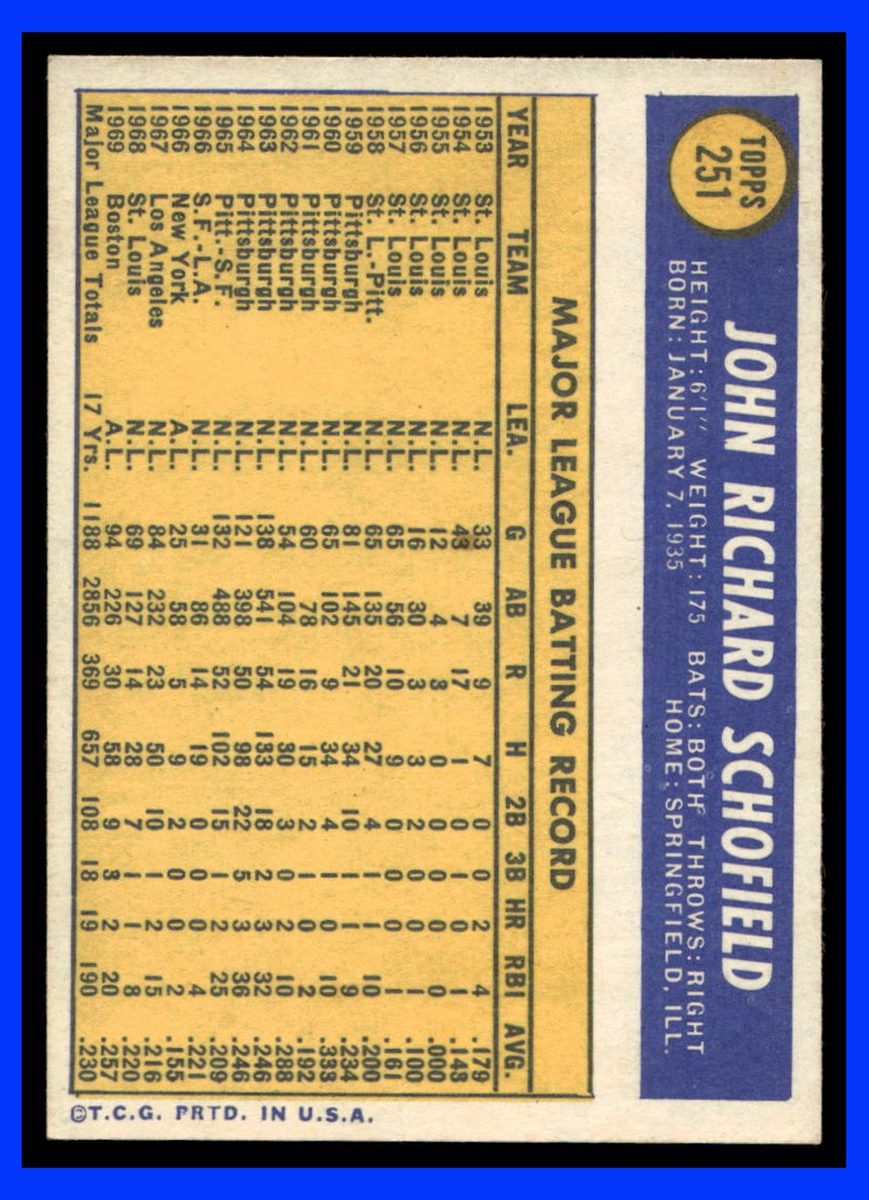 TOPPS
251
JOHN RICHARD SCHOFIELD
HEIGHT: 6'1" WEIGHT: 175 BATS: BOTH THROWS: RIGHT
BORN: JANUARY 7, 1935 HOME: SPRINGFIELD, ILL.
MAJOR LEAGUE BATTING RECORD
YEAR TEAM LEA. G AB R H 2B 3B HR RBI AVG.
1953 St. Louis N.L. 33 39 9 7 0 0 2 4 .179
1954 St. Louis N.L. 43 7 17 1 0 1 0 1 .143
1955 St. Louis N.L. 12 4 3 0 0 0 0 0 .000
1956 St. Louis N.L. 16 30 3 3 2 0 0 1 .100
1957 St. Louis N.L. 65 56 10 9 0 0 0 1 .161
1958 St. L.-Pitt. N.L. 65 135 20 27 4 1 1 10 .200
1959 Pittsburgh N.L. 81 145 21 34 10 1 1 9 .234
1960 Pittsburgh N.L. 65 102 9 34 4 1 0 10 .333
1961 Pittsburgh N.L. 60 78 16 15 2 1 0 2 .192
1962 Pittsburgh N.L. 54 104 19 30 3 0 2 10 .288
1963 Pittsburgh N.L. 138 541 54 133 18 2 3 32 .246
1964 Pittsburgh N.L. 121 398 50 98 22 5 3 36 .246
1965 Pitt.-S.F. N.L. 132 488 52 102 15 1 2 25 .209
1966 S.F.-L.A. N.L. 31 86 14 19 0 0 0 4 .221
1966 New York A.L. 25 58 5 9 2 0 0 2 .155
1967 Los Angeles N.L. 84 232 23 50 10 1 2 15 .216
1968 St. Louis N.L. 69 127 14 28 7 1 1 8 .220
1969 Boston A.L. 94 226 30 58 9 3 2 20 .257
Major League Totals 17 Yrs. 1188 2856 369 657 108 18 19 190 .230
©T.C.G. PRTD. IN U.S.A.